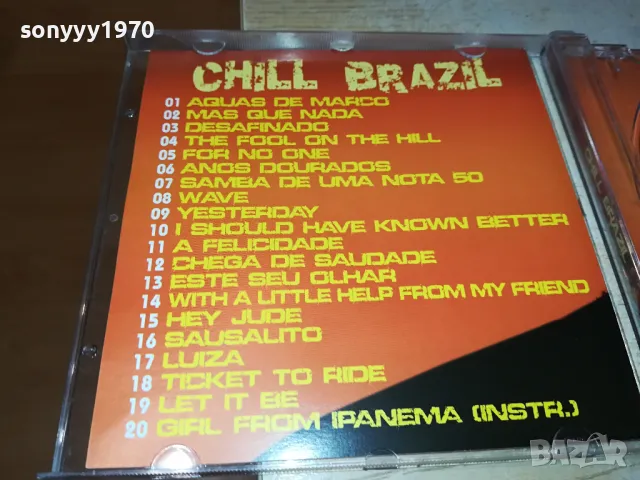 sonyyy1970
CHILL BRAZIL
01 AQUAS DE MARCO
02 MAS QUE NADA
03 DESAFINADO
04 THE FOOL ON THE HILL
05 FOR NO ONE
06 ANOS DOURADOS
07 SAMBA DE UMA NOTA SO
08 WAVE
09 YESTERDAY
10 I SHOULD HAVE KNOWN BETTER
11 A FELICIDADE
12 CHEGA DE SAUDADE
13 ESTE SEU OLHAR
14 WITH A LITTLE HELP FROM MY FRIEND
15 HEY JUDE
16 SAUSALITO
17 LUIZA
18 TICKET TO RIDE
19 LET IT BE
20 GIRL FROM IPANEMA (INSTR.)
BAZAR